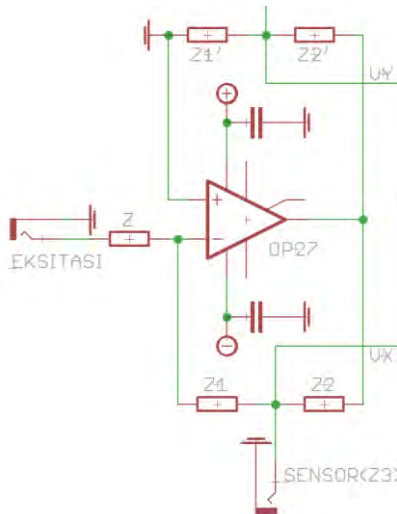 Z1' Z2'
UY
+
+
Z
-
OP27
EKSITASI
-
UX
Z1 Z2
SENSOR(Z3)